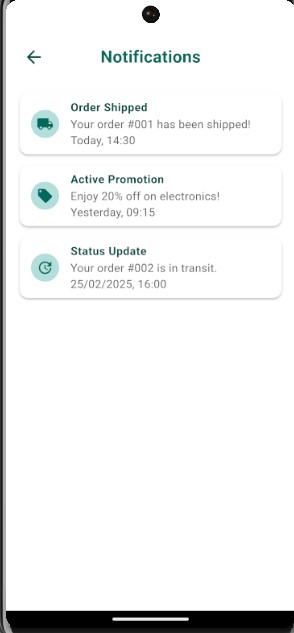 Notifications
Order Shipped
Your order #001 has been shipped!
Today, 14:30
Active Promotion
Enjoy 20% off on electronics!
Yesterday, 09:15
Status Update
Your order #002 is in transit.
25/02/2025, 16:00